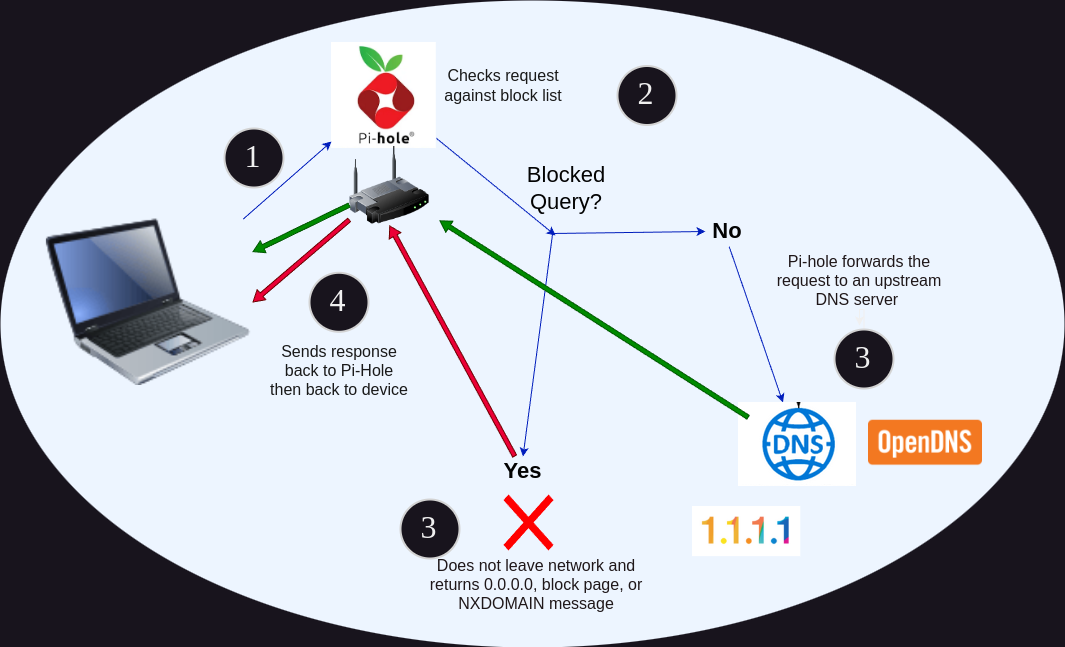 Pi-hole®
Checks request
against block list
2
1
Blocked
Query?
No
Pi-hole forwards the
request to an upstream
DNS server
3
4
Sends response
back to Pi-Hole
then back to device
DNS
OpenDNS
Yes
3
1.1.1.1
Does not leave network and
returns 0.0.0.0, block page, or
NXDOMAIN message